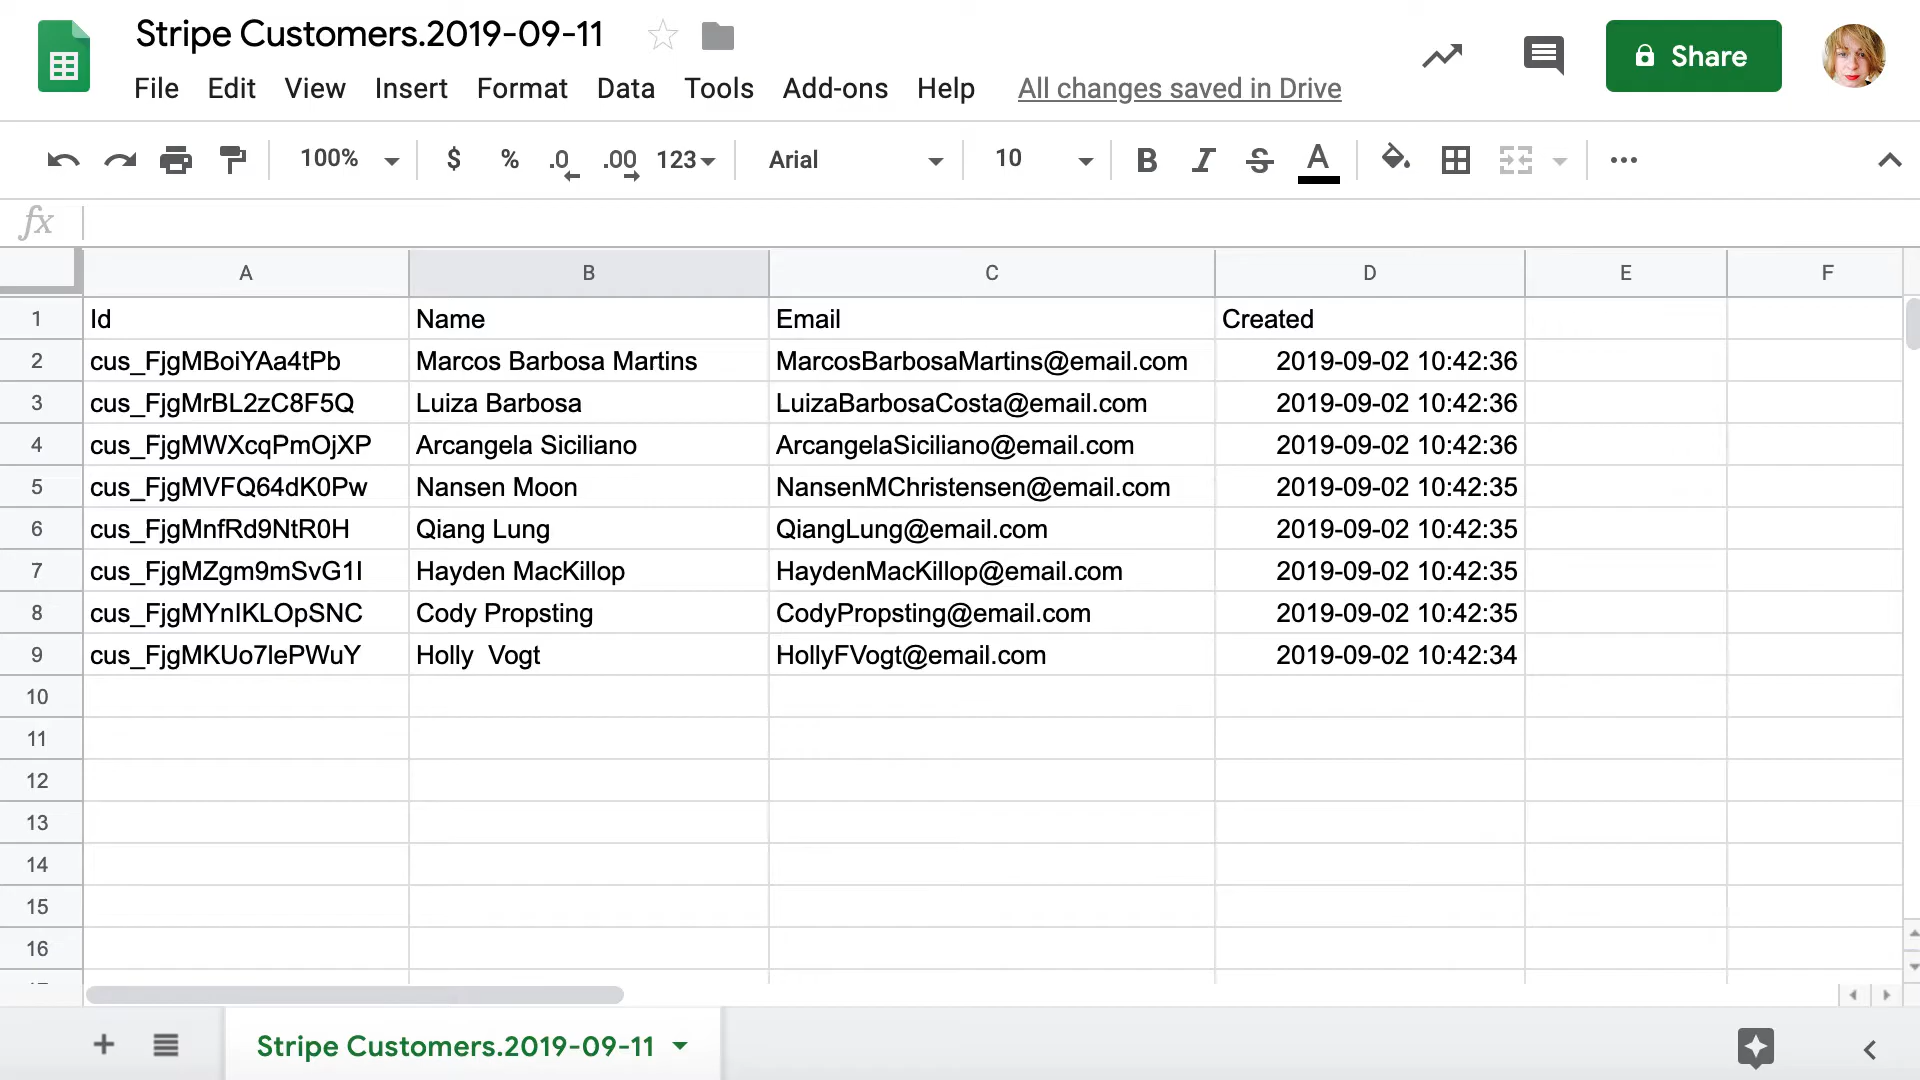 Stripe Customers.2019-09-11
File Edit View Insert Format Data Tools Add-ons Help All changes saved in Drive
Share
100% $ % .0 .00 123 Arial 10 B I S A
fx
A B C D E F
1 Id Name Email Created
2 cus_FjgMBoiYAa4tPb Marcos Barbosa Martins MarcosBarbosaMartins@email.com 2019-09-02 10:42:36
3 cus_FjgMrBL2zC8F5Q Luiza Barbosa LuizaBarbosaCosta@email.com 2019-09-02 10:42:36
4 cus_FjgMWXcqPmOjXP Arcangela Siciliano ArcangelaSiciliano@email.com 2019-09-02 10:42:36
5 cus_FjgMVFQ64dK0Pw Nansen Moon NansenMChristensen@email.com 2019-09-02 10:42:35
6 cus_FjgMnfRd9NtR0H Qiang Lung QiangLung@email.com 2019-09-02 10:42:35
7 cus_FjgMZgm9mSvG1I Hayden MacKillop HaydenMacKillop@email.com 2019-09-02 10:42:35
8 cus_FjgMYnIKLOpSNC Cody Propsting CodyPropsting@email.com 2019-09-02 10:42:35
9 cus_FjgMKUo7IePWuY Holly  Vogt HollyFVogt@email.com 2019-09-02 10:42:34
10
11
12
13
14
15
16
Stripe Customers.2019-09-11